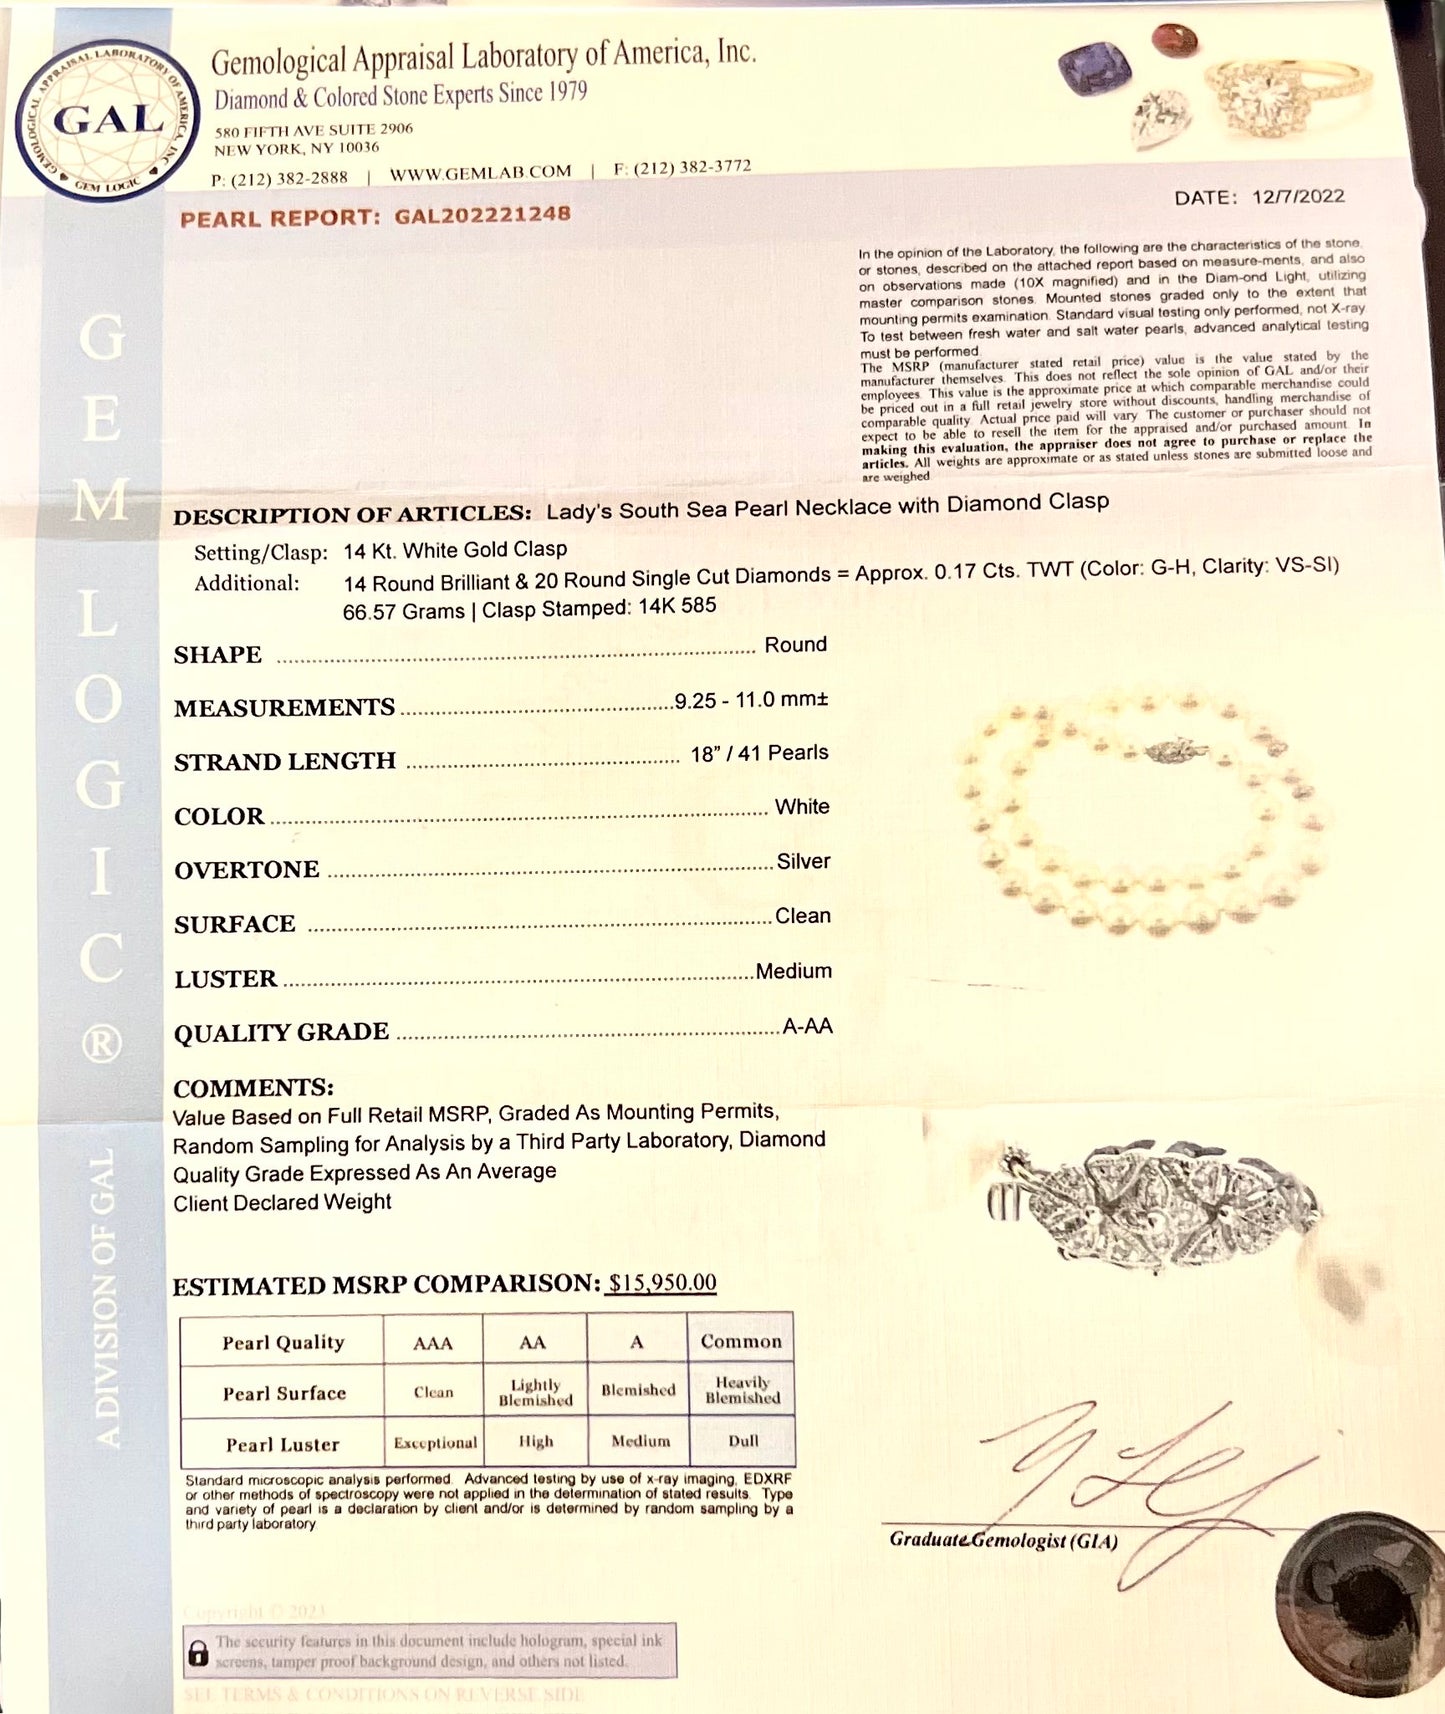 GEMOLOGICAL APPRAISAL LABORATORY OF AMERICA, INC
GAL
GEM LOGIC
Gemological Appraisal Laboratory of America, Inc.
Diamond & Colored Stone Experts Since 1979
580 FIFTH AVE SUITE 2906
NEW YORK, NY 10036
P: (212) 382-2888 | WWW.GEMLAB.COM | F: (212) 382-3772
DATE: 12/7/2022
PEARL REPORT: GAL202221248
In the opinion of the Laboratory, the following are the characteristics of the stone,
or stones, described on the attached report based on measure-ments, and also
on observations made (10X magnified) and in the Diam-ond Light, utilizing
master comparison stones. Mounted stones graded only to the extent that
mounting permits examination. Standard visual testing only performed, not X-ray
To test between fresh water and salt water pearls, advanced analytical testing
must be performed.
The MSRP (manufacturer stated retail price) value is the value stated by the
manufacturer themselves. This does not reflect the sole opinion of GAL and/or their
employees. This value is the approximate price at which comparable merchandise could
be priced out in a full retail jewelry store without discounts, handling merchandise of
comparable quality. Actual price paid will vary. The customer or purchaser should not
expect to be able to resell the item for the appraised and/or purchased amount. In
making this evaluation, the appraiser does not agree to purchase or replace the
articles. All weights are approximate or as stated unless stones are submitted loose and
are weighed
GEM LOGIC®
A DIVISION OF GAL
DESCRIPTION OF ARTICLES: Lady's South Sea Pearl Necklace with Diamond Clasp
Setting/Clasp: 14 Kt. White Gold Clasp
Additional: 14 Round Brilliant & 20 Round Single Cut Diamonds = Approx. 0.17 Cts. TWT (Color: G-H, Clarity: VS-SI)
66.57 Grams | Clasp Stamped: 14K 585
SHAPE Round
MEASUREMENTS 9.25 - 11.0 mm±
STRAND LENGTH 18” / 41 Pearls
COLOR White
OVERTONE Silver
SURFACE Clean
LUSTER Medium
QUALITY GRADE A-AA
COMMENTS:
Value Based on Full Retail MSRP, Graded As Mounting Permits,
Random Sampling for Analysis by a Third Party Laboratory, Diamond
Quality Grade Expressed As An Average
Client Declared Weight
ESTIMATED MSRP COMPARISON: $15,950.00
Pearl Quality AAA AA A Common
Pearl Surface Clean Lightly Blemished Blemished Heavily Blemished
Pearl Luster Exceptional High Medium Dull
Standard microscopic analysis performed. Advanced testing by use of x-ray imaging, EDXRF
or other methods of spectroscopy were not applied in the determination of stated results. Type
and variety of pearl is a declaration by client and/or is determined by random sampling by a
third party laboratory
Graduate Gemologist (GIA)
Copyright © 2023
The security features in this document include hologram, special ink
screens, tamper proof background design, and others not listed.
SEE TERMS & CONDITIONS ON REVERSE SIDE